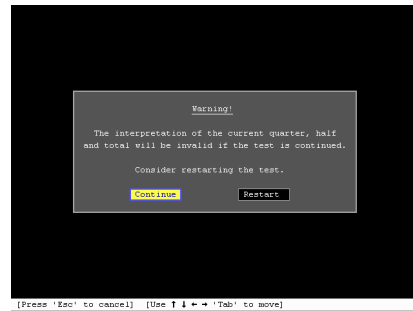 Warning!
The interpretation of the current quarter, half
and total will be invalid if the test is continued.
Consider restarting the test.
Continue Restart
[Press 'Esc' to cancel] [Use ↑ ↓ ← → 'Tab' to move]